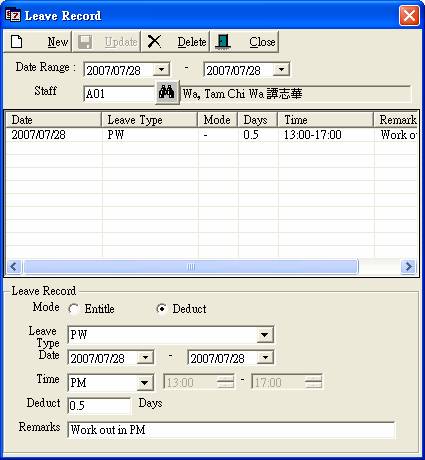 Leave Record
New Update Delete Close
Date Range : 2007/07/28 - 2007/07/28
Staff A01 Wa, Tam Chi Wa 譚志華
Date Leave Type Mode Days Time Remark
2007/07/28 PW - 0.5 13:00-17:00 Work o
Leave Record
Mode Entitle Deduct
Leave Type PW
Date 2007/07/28 - 2007/07/28
Time PM 13:00 - 17:00
Deduct 0.5 Days
Remarks Work out in PM